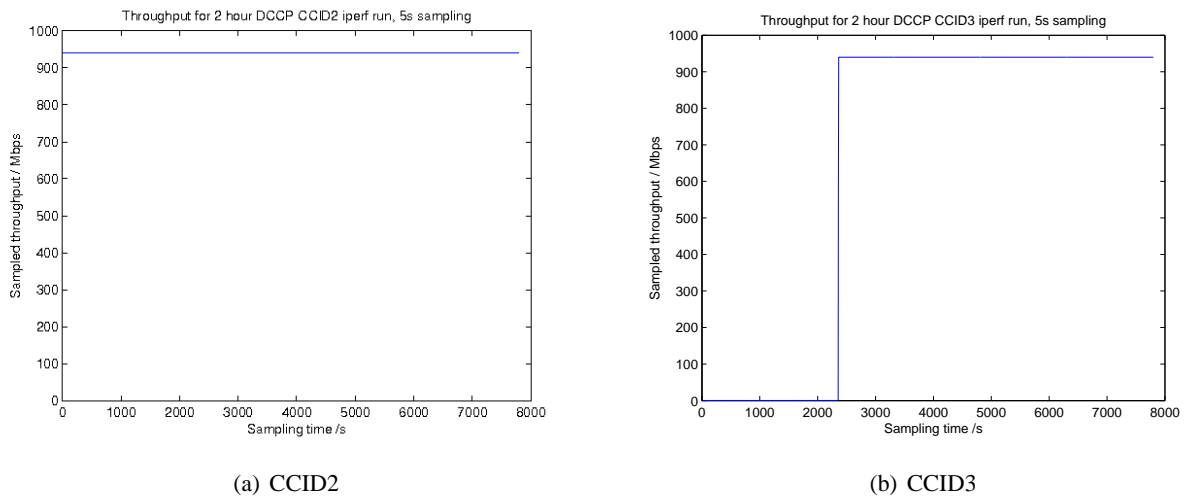 Throughput for 2 hour DCCP CCID2 iperf run, 5s sampling
1000
900
800
700
600
500
400
300
200
100
0
Sampled throughput / Mbps
0 1000 2000 3000 4000 5000 6000 7000 8000
Sampling time /s
(a) CCID2
Throughput for 2 hour DCCP CCID3 iperf run, 5s sampling
1000
900
800
700
600
500
400
300
200
100
0
Sampled throughput / Mbps
0 1000 2000 3000 4000 5000 6000 7000 8000
Sampling time /s
(b) CCID3